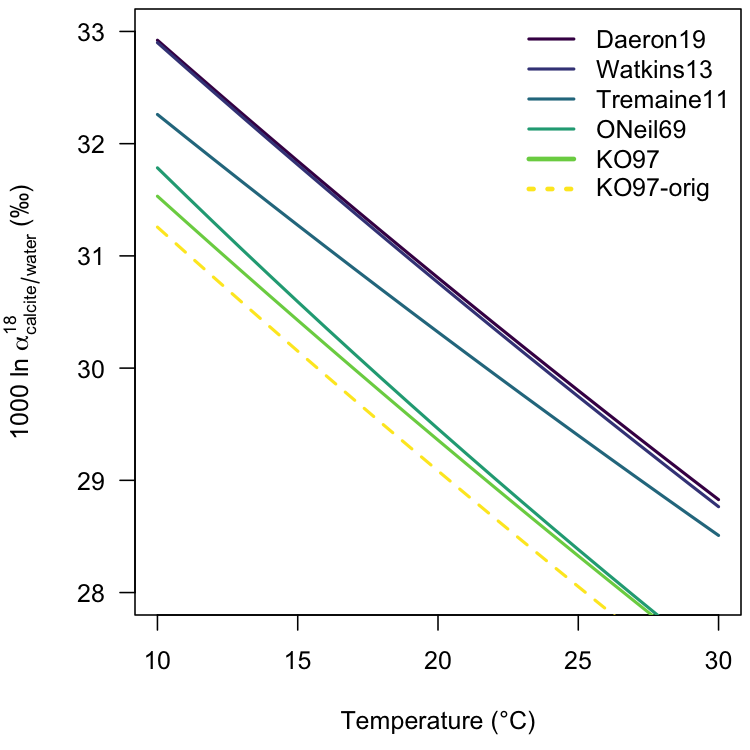 33
32
31
30
29
28
1000 ln α18calcite/water (‰)
Daeron19
Watkins13
Tremaine11
ONeil69
KO97
KO97-orig
10 15 20 25 30
Temperature (°C)